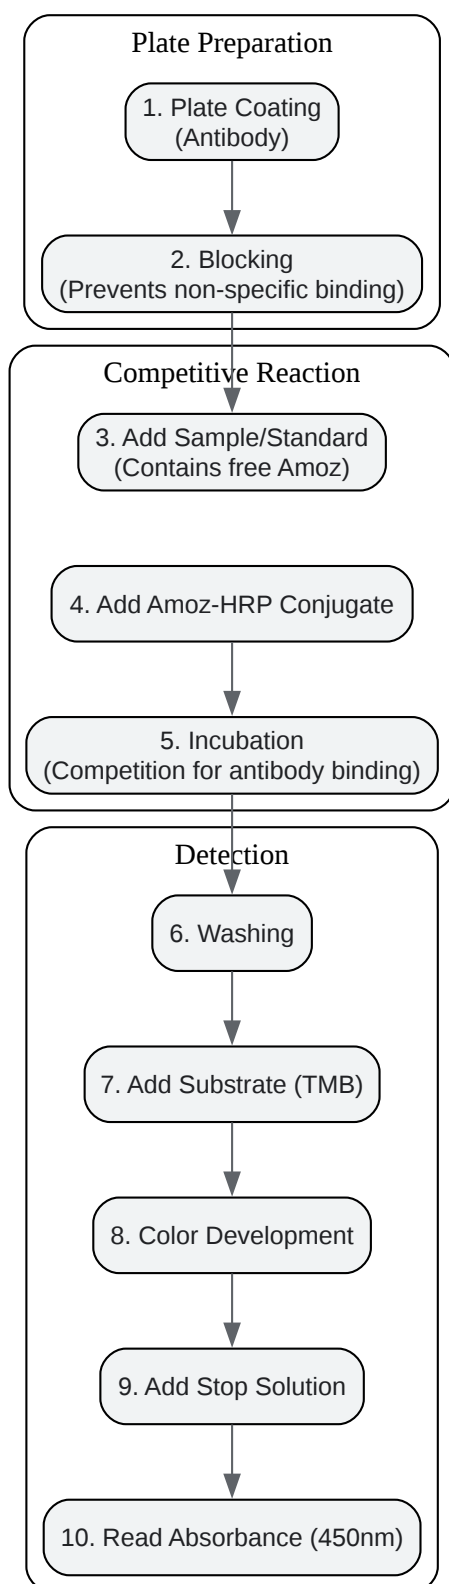 Plate Preparation
1. Plate Coating
(Antibody)
2. Blocking
(Prevents non-specific binding)
Competitive Reaction
3. Add Sample/Standard
(Contains free Amoz)
4. Add Amoz-HRP Conjugate
5. Incubation
(Competition for antibody binding)
Detection
6. Washing
7. Add Substrate (TMB)
8. Color Development
9. Add Stop Solution
10. Read Absorbance (450nm)